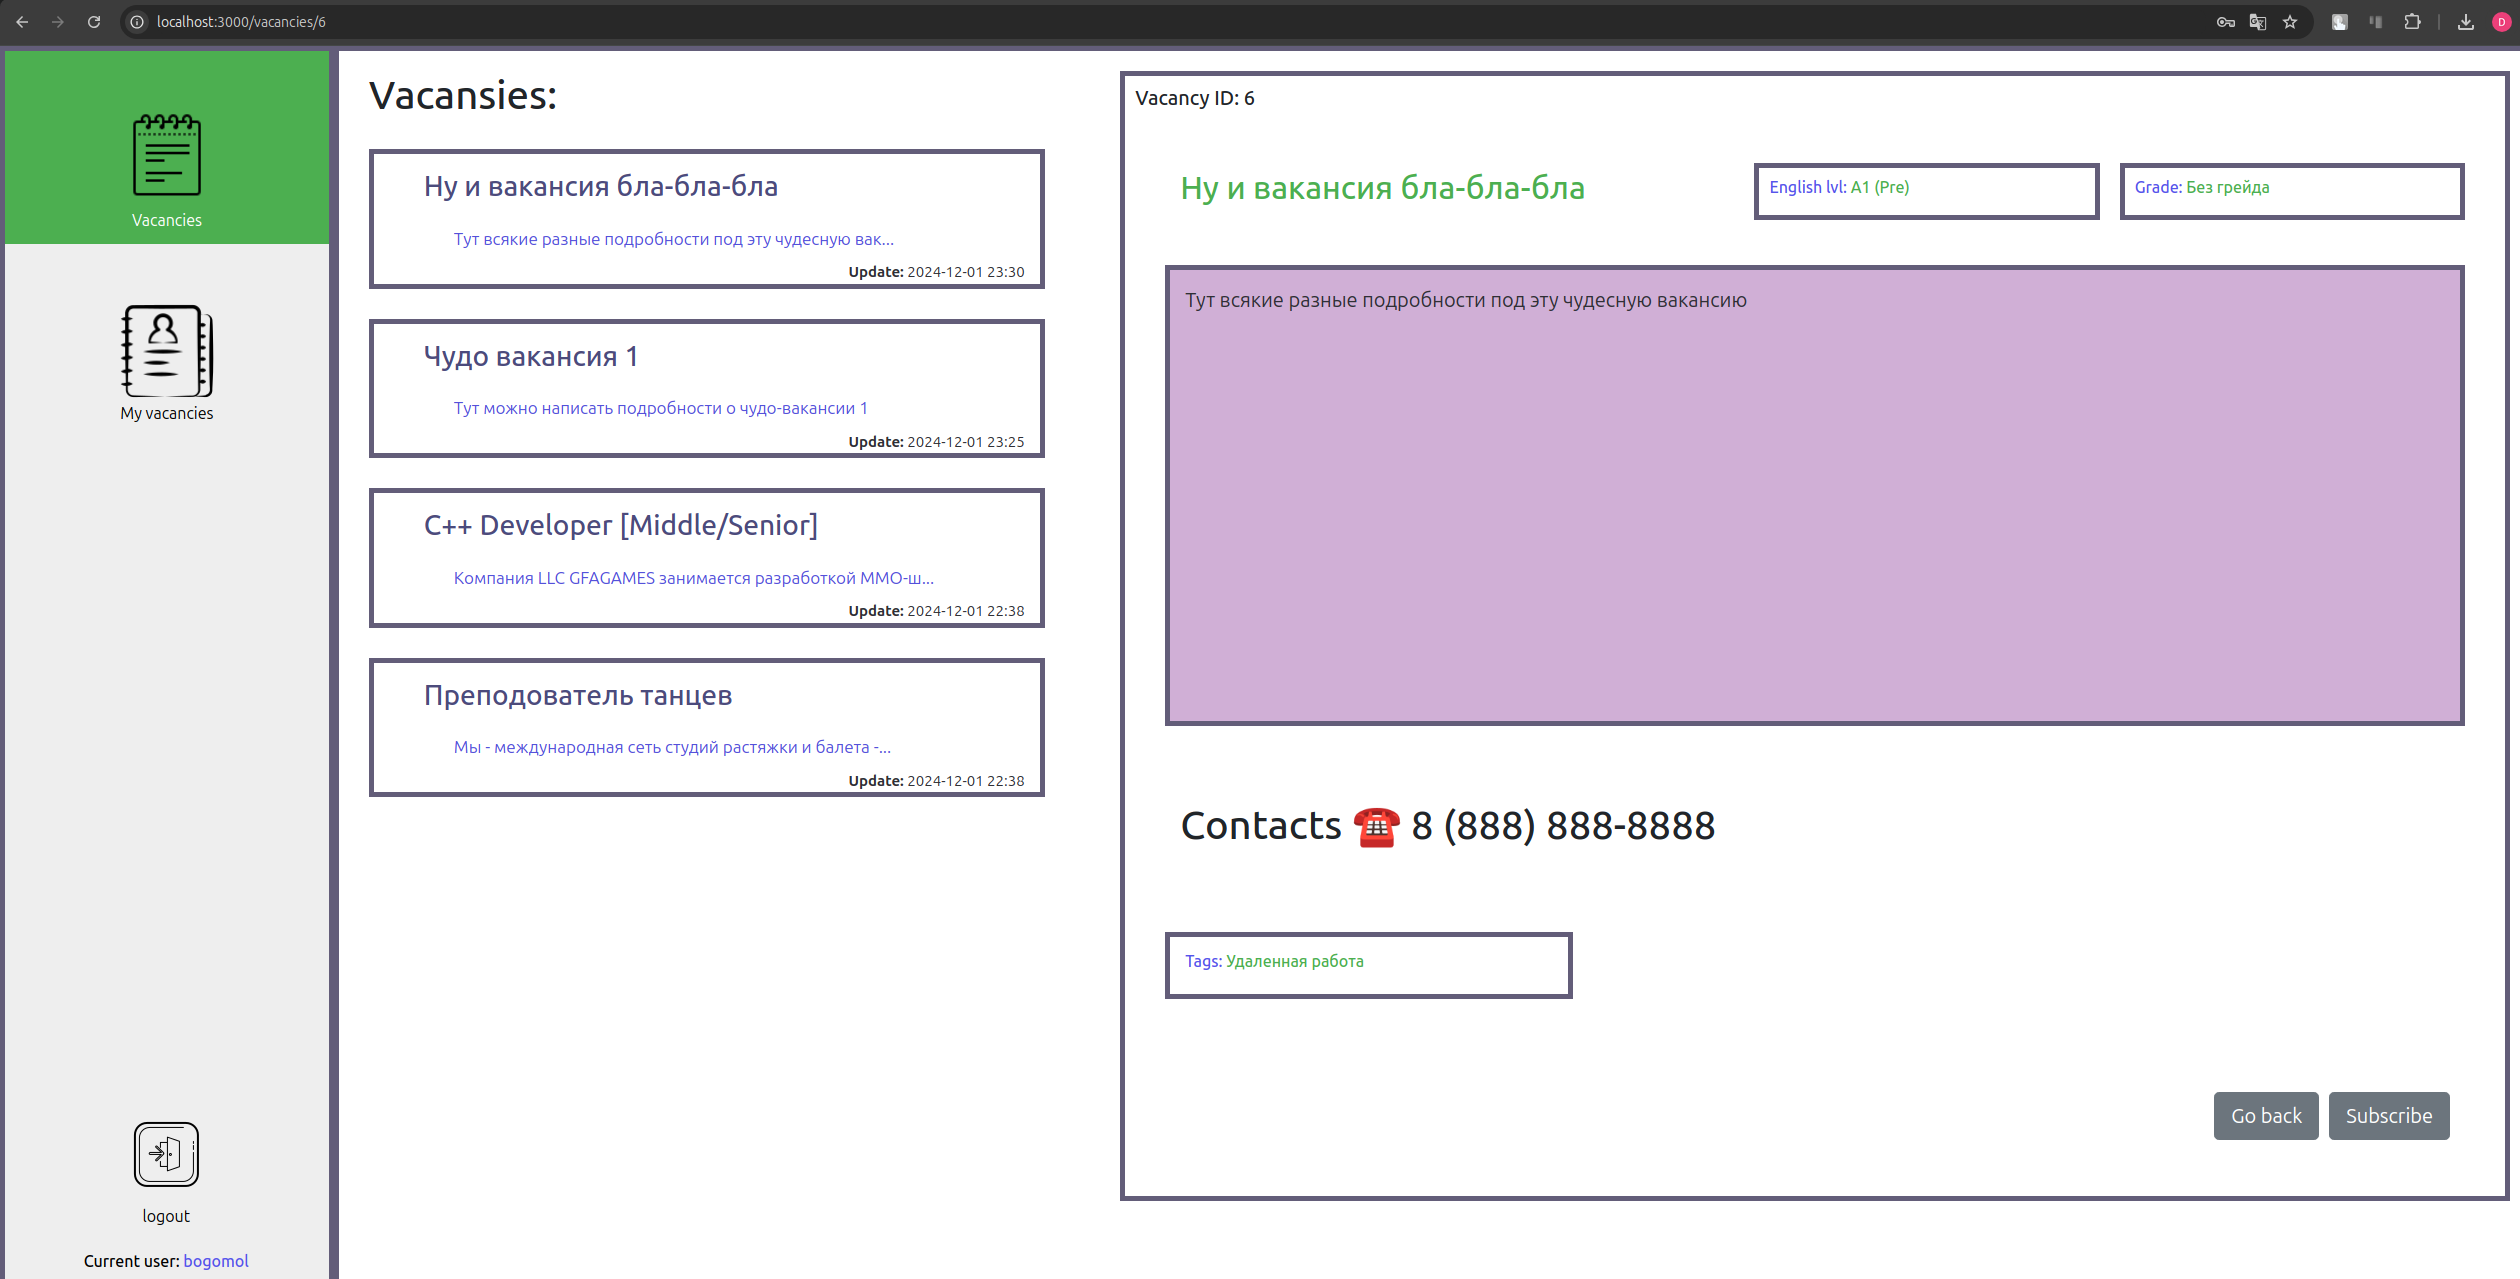 localhost:3000/vacancies/6
D
Vacancies
My vacancies
logout
Current user: bogomol
Vacansies:
Ну и вакансия бла-бла-бла
Тут всякие разные подробности под эту чудесную вак...
Update: 2024-12-01 23:30
Чудо вакансия 1
Тут можно написать подробности о чудо-вакансии 1
Update: 2024-12-01 23:25
C++ Developer [Middle/Senior]
Компания LLC GFAGAMES занимается разработкой ММО-ш...
Update: 2024-12-01 22:38
Преподователь танцев
Мы - международная сеть студий растяжки и балета -...
Update: 2024-12-01 22:38
Vacancy ID: 6
Ну и вакансия бла-бла-бла
English lvl: A1 (Pre)
Grade: Без грейда
Тут всякие разные подробности под эту чудесную вакансию
Contacts ☎️ 8 (888) 888-8888
Tags: Удаленная работа
Go back
Subscribe